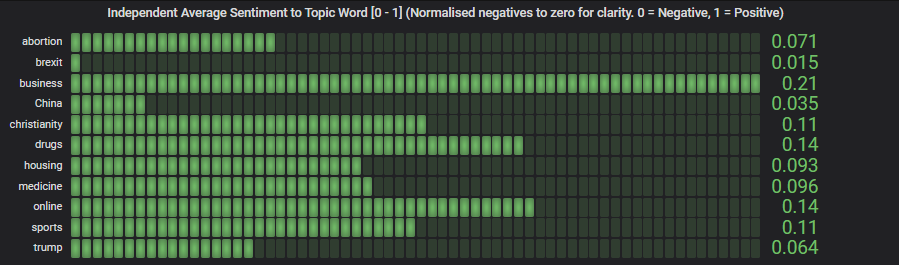 Independent Average Sentiment to Topic Word [0 - 1] (Normalised negatives to zero for clarity. 0 = Negative, 1 = Positive)
abortion 0.071
brexit 0.015
business 0.21
China 0.035
christianity 0.11
drugs 0.14
housing 0.093
medicine 0.096
online 0.14
sports 0.11
trump 0.064